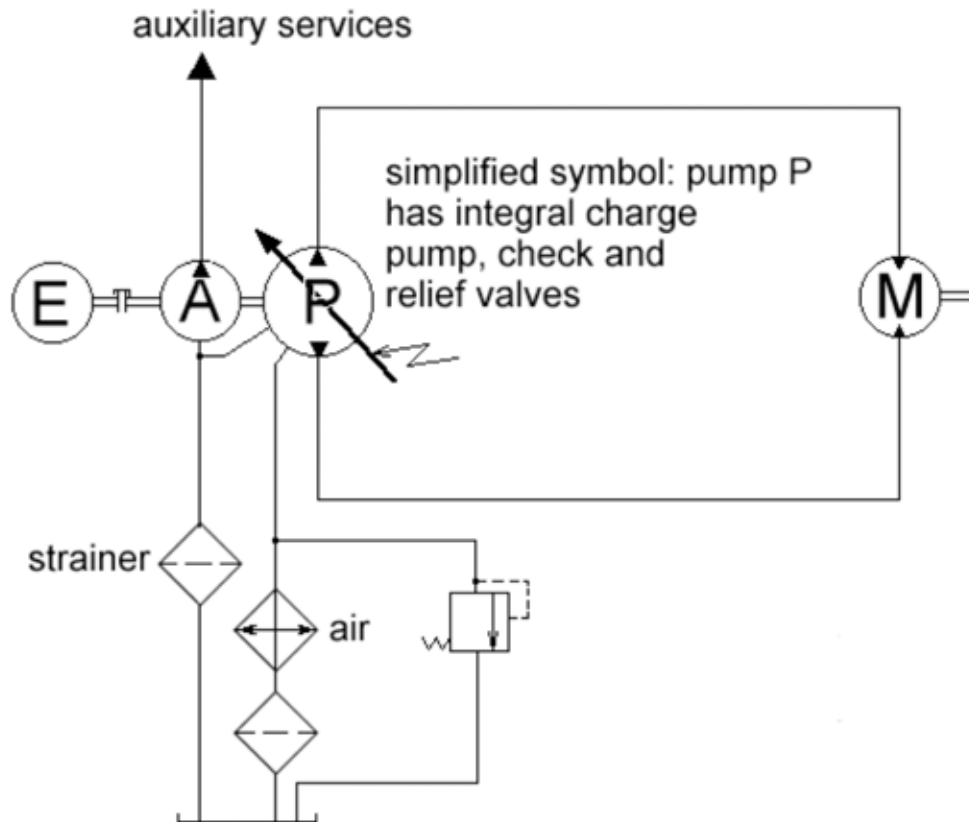 auxiliary services
simplified symbol: pump P
has integral charge
pump, check and
relief valves
E
A
P
M
strainer
air